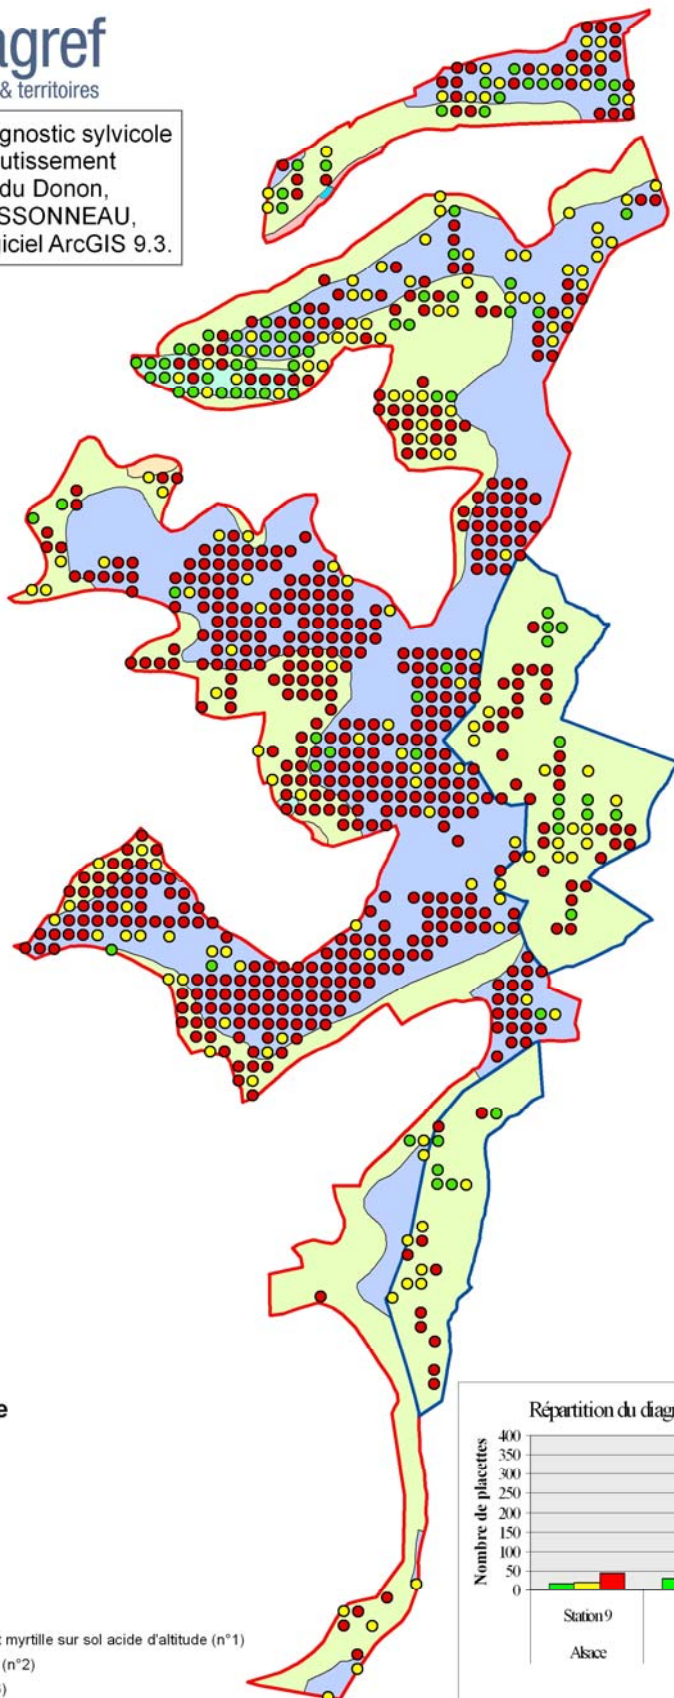 agref
& territoires
gnostic sylvicole
utissement
du Donon,
SSONNEAU,
giciel ArcGIS 9.3.
e
Répartition du diag
Nombre de placettes
400
350
300
250
200
150
100
50
0
Station 9
Alsace
t myrtille sur sol acide d'altitude (n°1)
(n°2)